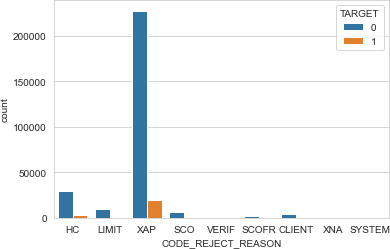 TARGET
0
1
count
200000
150000
100000
50000
0
HC LIMIT XAP SCO VERIF SCOFR CLIENT XNA SYSTEM
CODE_REJECT_REASON